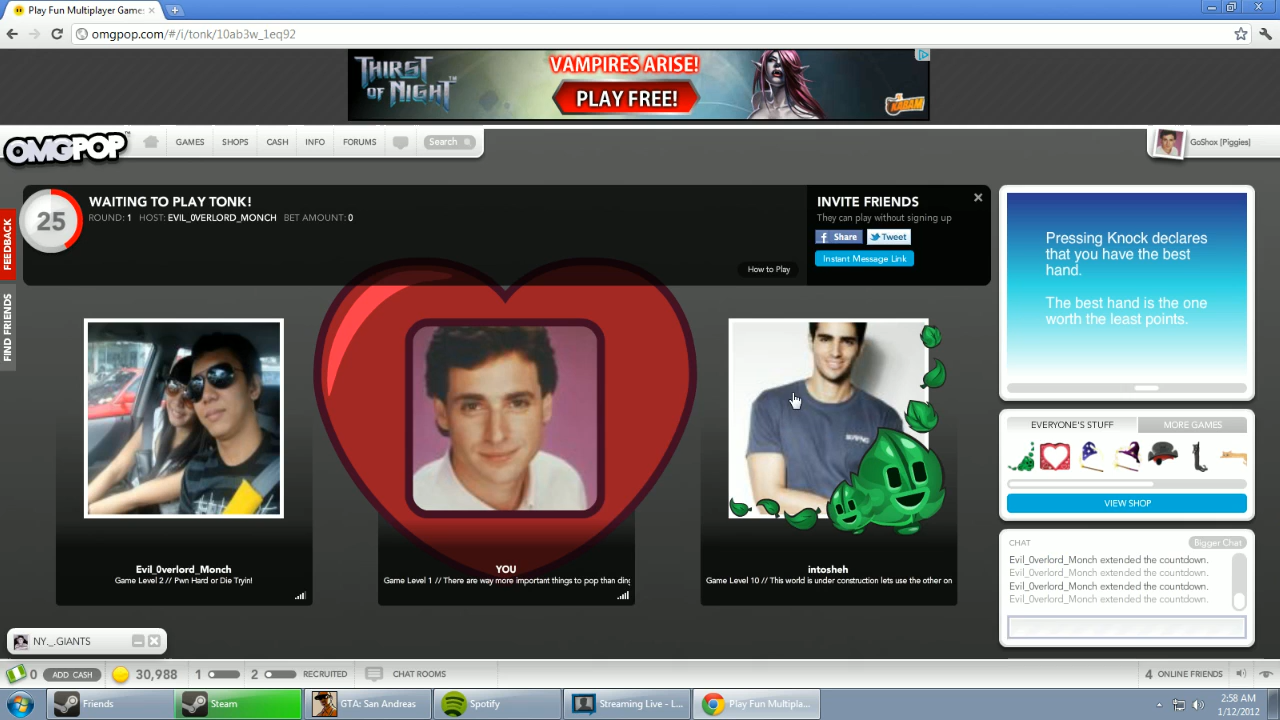 Play Fun Multiplayer Game:
omgpop.com/#/i/tonk/10ab3w_1eq92
THIRST OF NIGHT™
VAMPIRES ARISE!
PLAY FREE!
KABAM
OMGPOP™
GAMES
SHOPS
CASH
INFO
FORUMS
Search
GoShox [Piggies]
FEEDBACK
FIND FRIENDS
25
WAITING TO PLAY TONK!
ROUND: 1 HOST: EVIL_0VERLORD_MONCH BET AMOUNT: 0
How to Play
INVITE FRIENDS
They can play without signing up
f Share
Tweet
Instant Message Link
Pressing Knock declares
that you have the best
hand.
The best hand is the one
worth the least points.
Evil_0verlord_Monch
Game Level 2 // Pwn Hard or Die Tryin!
YOU
Game Level 1 // There are way more important things to pop than ding
intosheh
Game Level 10 // This world is under construction lets use the other on
EVERYONE'S STUFF
MORE GAMES
VIEW SHOP
CHAT
Bigger Chat
Evil_0verlord_Monch extended the countdown.
Evil_0verlord_Monch extended the countdown.
Evil_0verlord_Monch extended the countdown.
Evil_0verlord_Monch extended the countdown.
NY._.GIANTS
0
ADD CASH
30,988
1
2
RECRUITED
CHAT ROOMS
4 ONLINE FRIENDS
Friends
Steam
GTA: San Andreas
Spotify
Streaming Live - L...
Play Fun Multipla...
2:58 AM
1/12/2012